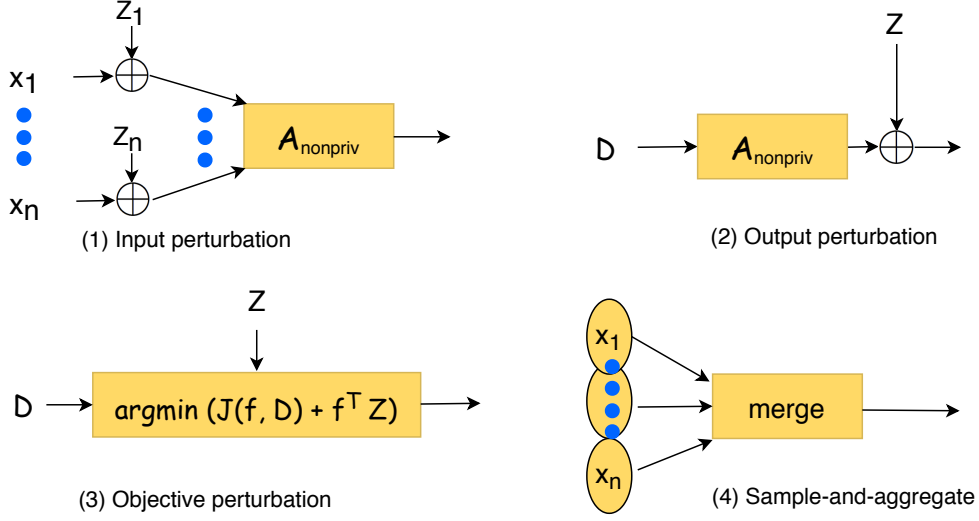 Z1
x1
Zn
Anonpriv
xn
(1) Input perturbation
Z
D
Anonpriv
(2) Output perturbation
Z
D
argmin (J(f, D) + f^T Z)
(3) Objective perturbation
x1
merge
xn
(4) Sample-and-aggregate